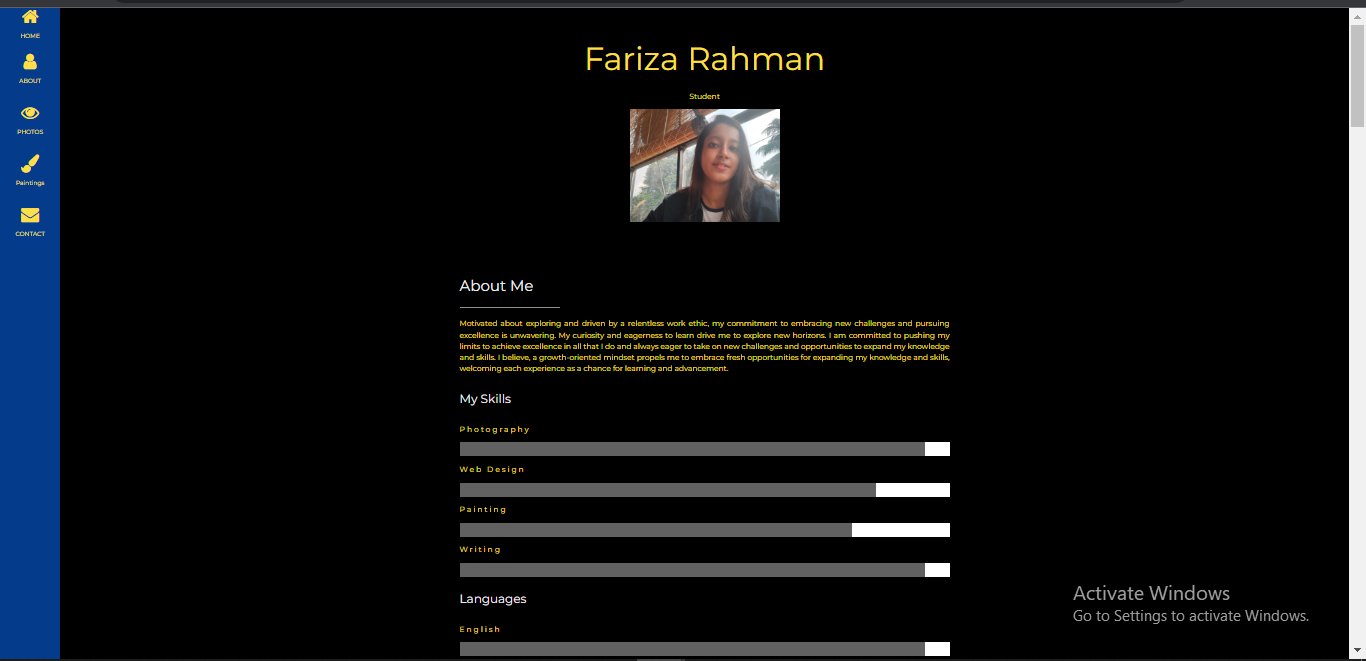 HOME
ABOUT
PHOTOS
Paintings
CONTACT
Fariza Rahman
Student
About Me
Motivated about exploring and driven by a relentless work ethic, my commitment to embracing new challenges and pursuing
excellence is unwavering. My curiosity and eagerness to learn drive me to explore new horizons. I am committed to pushing my
limits to achieve excellence in all that I do and always eager to take on new challenges and opportunities to expand my knowledge
and skills. I believe, a growth-oriented mindset propels me to embrace fresh opportunities for expanding my knowledge and skills,
welcoming each experience as a chance for learning and advancement.
My Skills
Photography
Web Design
Painting
Writing
Languages
English
Activate Windows
Go to Settings to activate Windows.